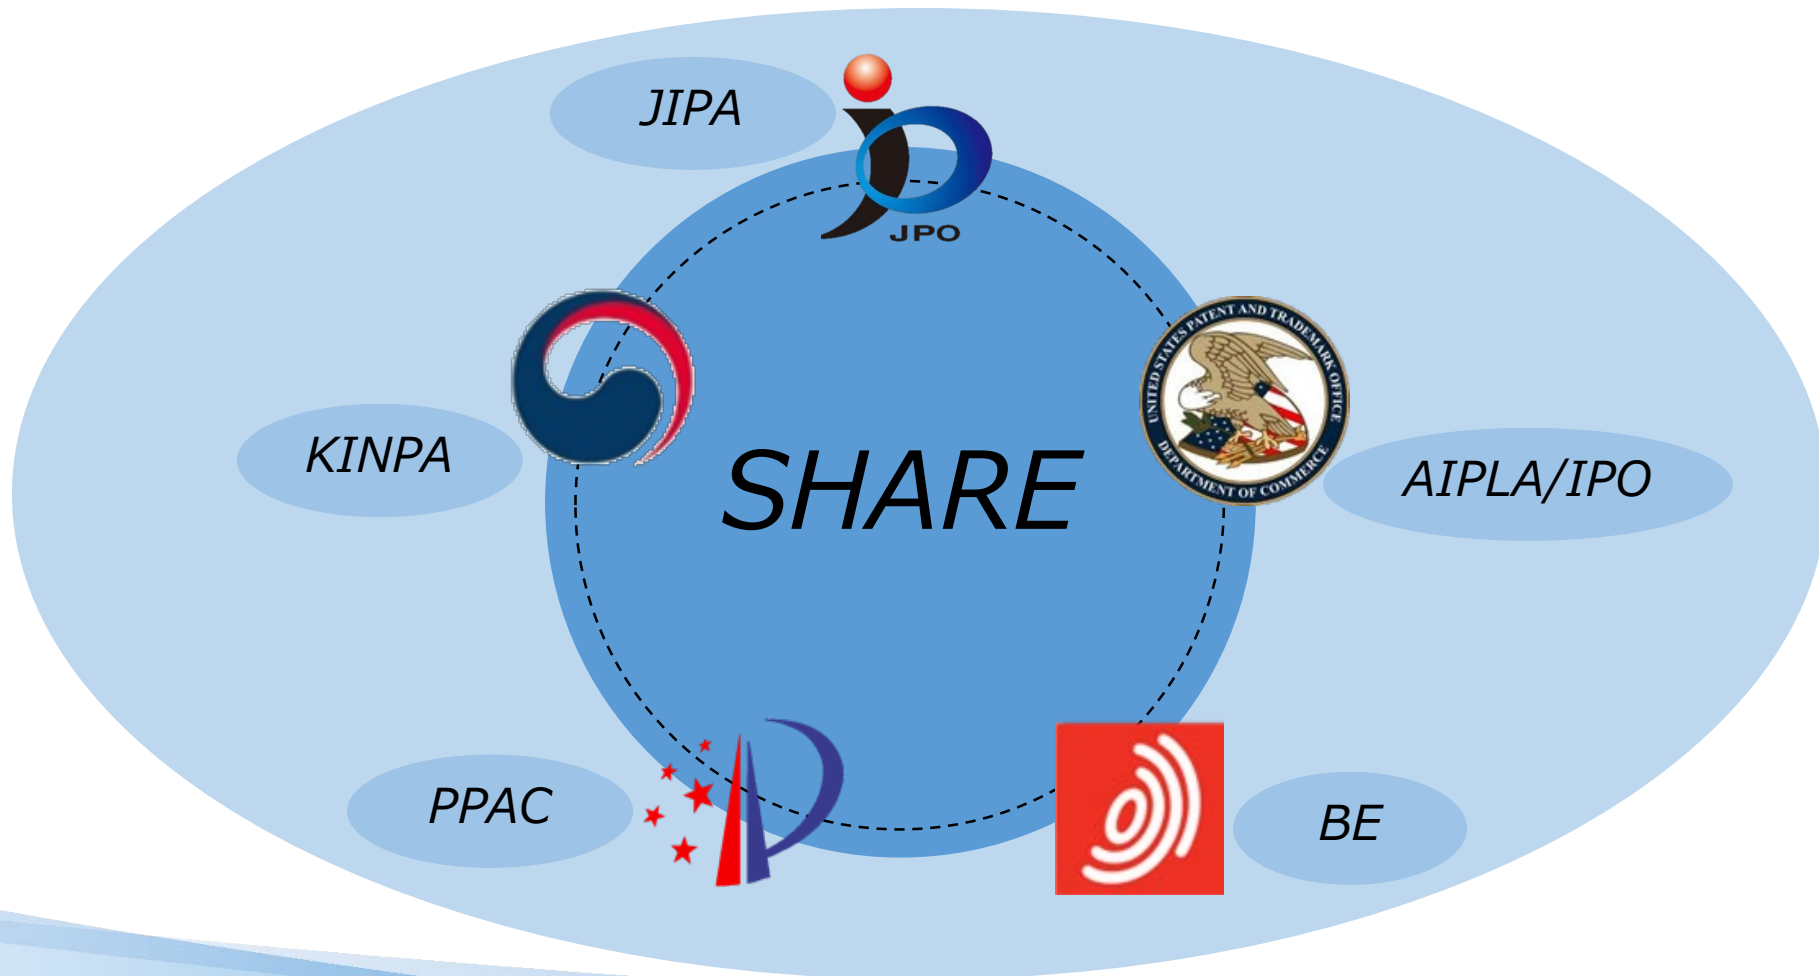 JIPA
JPO
UNITED STATES PATENT AND TRADEMARK OFFICE
DEPARTMENT OF COMMERCE
KINPA
SHARE
AIPLA/IPO
PPAC
BE